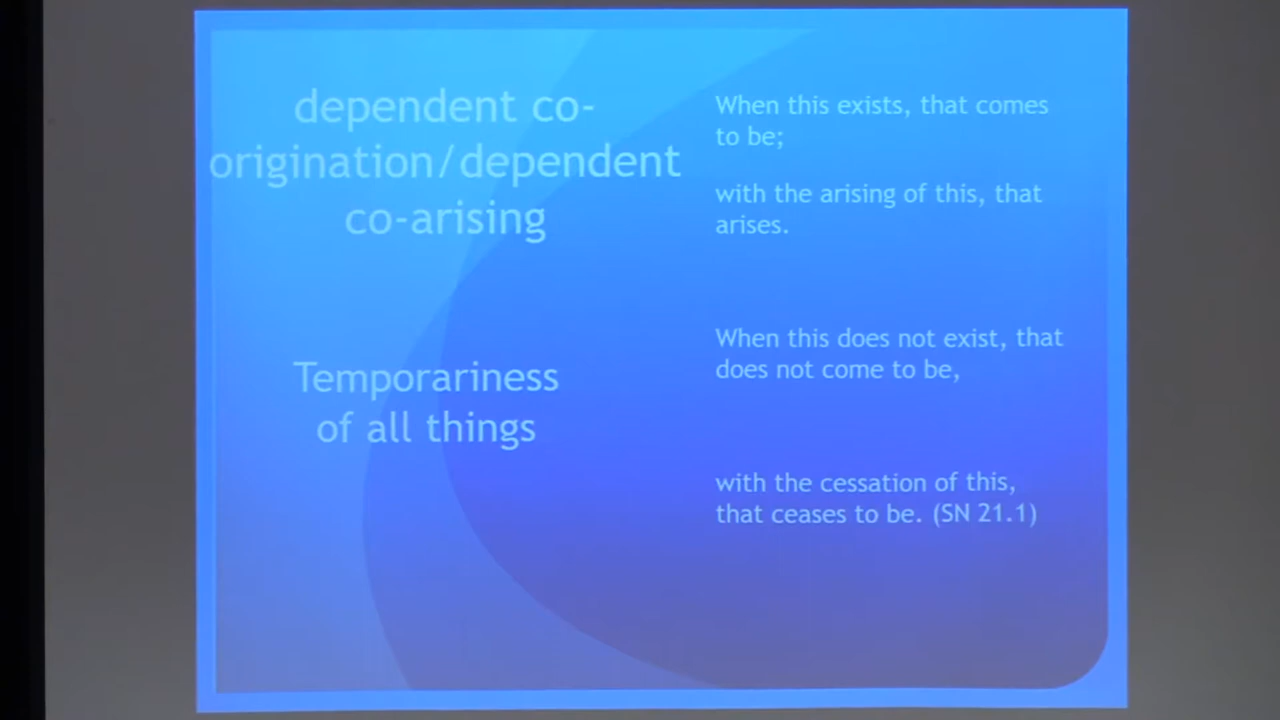 dependent co-
origination/dependent
co-arising
Temporariness
of all things
When this exists, that comes
to be;
with the arising of this, that
arises.
When this does not exist, that
does not come to be,
with the cessation of this,
that ceases to be. (SN 21.1)